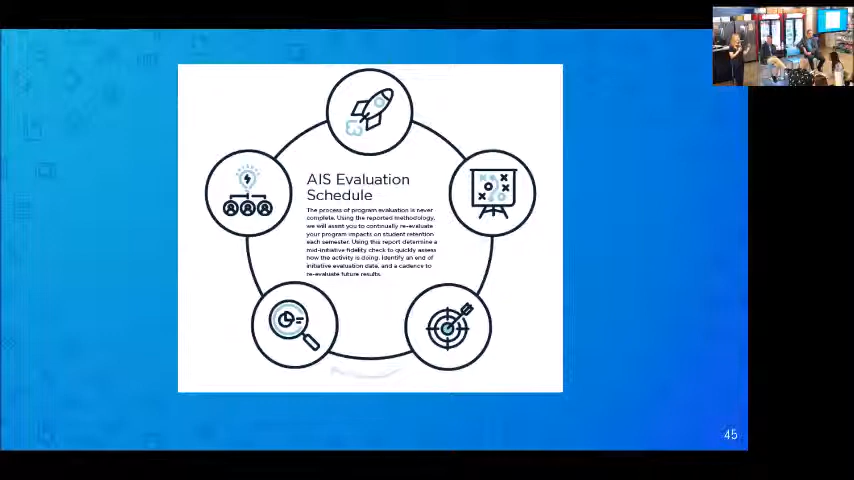 AIS Evaluation
Schedule
The process of program evaluation is never
complete. Using the reported methodology,
we will assist you to continually re-evaluate
your program impacts on student retention
each semester. Using this report determine a
mid-initiative fidelity check to quickly assess
how the activity is doing. Identify an end of
initiative evaluation date, and a cadence to
re-evaluate future results.
45